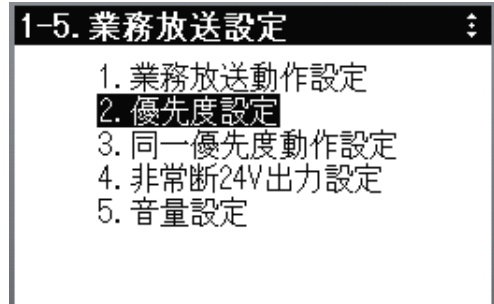 1-5.業務放送設定
1.業務放送動作設定
2.優先度設定
3.同一優先度動作設定
4.非常断24V出力設定
5.音量設定